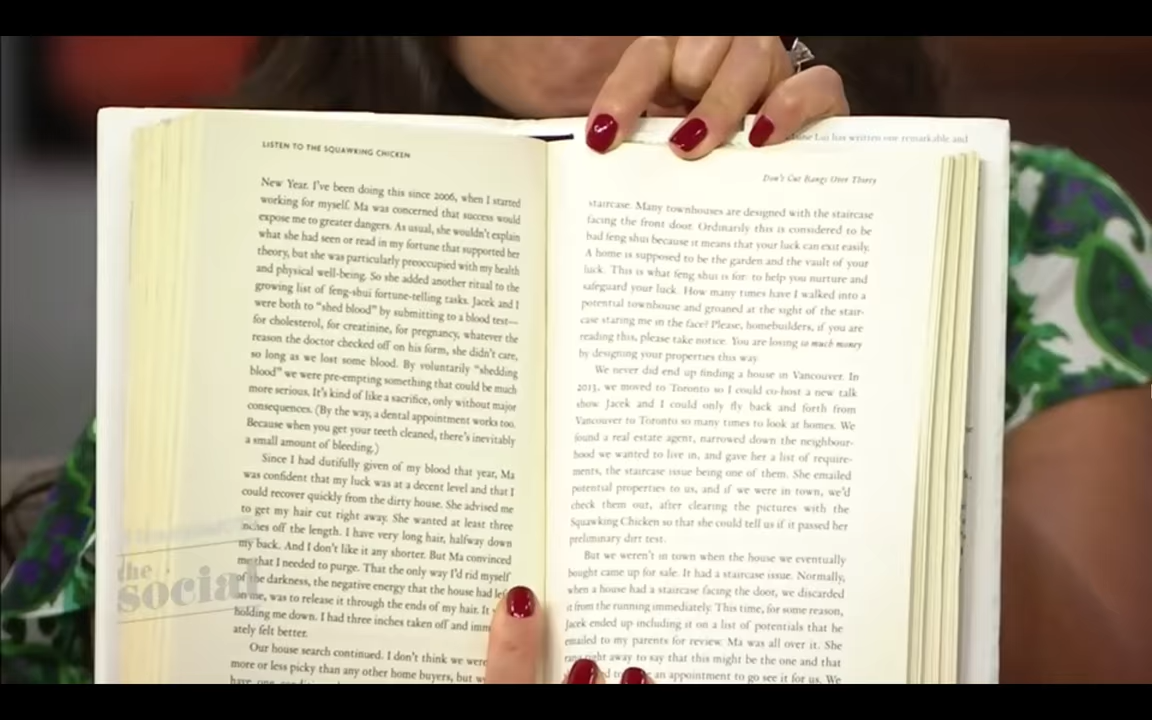 LISTEN TO THE SQUAWKING CHICKEN
New Year. I've been doing this since 2006, when I started
working for myself. Ma was concerned that success would
expose me to greater dangers. As usual, she wouldn't explain
what she had seen or read in my fortune that supported her
theory, but she was particularly preoccupied with my health
and physical well-being. So she added another ritual to the
growing list of feng-shui fortune-telling tasks. Jacek and I
were both to “shed blood” by submitting to a blood test—
for cholesterol, for creatinine, for pregnancy, whatever the
reason the doctor checked off on his form, she didn't care,
so long as we lost some blood. By voluntarily “shedding
blood” we were pre-empting something that could be much
more serious. It's kind of like a sacrifice, only without major
consequences. (By the way, a dental appointment works too.
Because when you get your teeth cleaned, there's inevitably
a small amount of bleeding.)
Since I had dutifully given of my blood that year, Ma
was confident that my luck was at a decent level and that I
could recover quickly from the dirty house. She advised me
to get my hair cut right away. She wanted at least three
inches off the length. I have very long hair, halfway down
my back. And I don't like it any shorter. But Ma convinced
me that I needed to purge. That the only way I'd rid myself
of the darkness, the negative energy that the house had
on me, was to release it through the ends of my hair. It
holding me down. I had three inches taken off and
ately felt better.
Our house search continued. I don't think we were
more or less picky than any other home buyers, but
have one
Laine Lui has written one remarkable and
Don't Cut Bangs Over Thirty
staircase. Many townhouses are designed with the staircase
facing the front door. Ordinarily this is considered to be
bad feng shui because it means that your luck can exit easily.
A home is supposed to be the garden and the vault of your
luck. This is what feng shui is for: to help you nurture and
safeguard your luck. How many times have I walked into a
potential townhouse and groaned at the sight of the stair-
case staring me in the face? Please, homebuilders, if you are
reading this, please take notice. You are losing so much money
by designing your properties this way.
We never did end up finding a house in Vancouver. In
2013, we moved to Toronto so I could co-host a new talk
show. Jacek and I could only fly back and forth from
Vancouver to Toronto so many times to look at homes. We
found a real estate agent, narrowed down the neighbour-
hood we wanted to live in, and gave her a list of require-
ments, the staircase issue being one of them. She emailed
potential properties to us, and if we were in town, we'd
check them out, after clearing the pictures with the
Squawking Chicken so that she could tell us if it passed her
preliminary dirt test.
But we weren't in town when the house we eventually
bought came up for sale. It had a staircase issue. Normally,
when a house had a staircase facing the door, we discarded
it from the running immediately. This time, for some reason,
Jacek ended up including it on a list of potentials that he
emailed to my parents for review. Ma was all over it. She
rang right away to say that this might be the one and that
an appointment to go see it for us. We
the
social